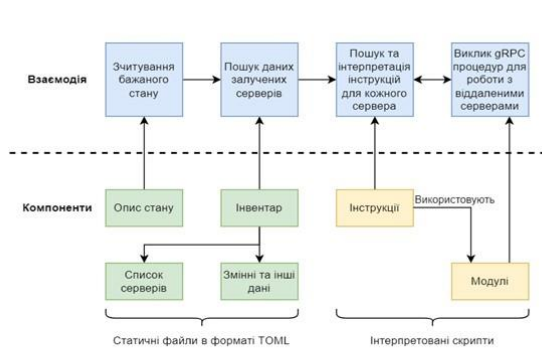 Взаємодія
Зчитування
бажаного
стану
Пошук даних
залучених
серверів
Пошук та
інтерпретація
інструкцій
для кожного
сервера
Виклик gRPC
процедур для
роботи з
віддаленими
серверами
Компоненти
Опис стану
Інвентар
Інструкції
Використовують
Список
серверів
Змінні та інші
дані
Модулі
Статичні файли в форматі TOML
Інтерпретовані скрипти